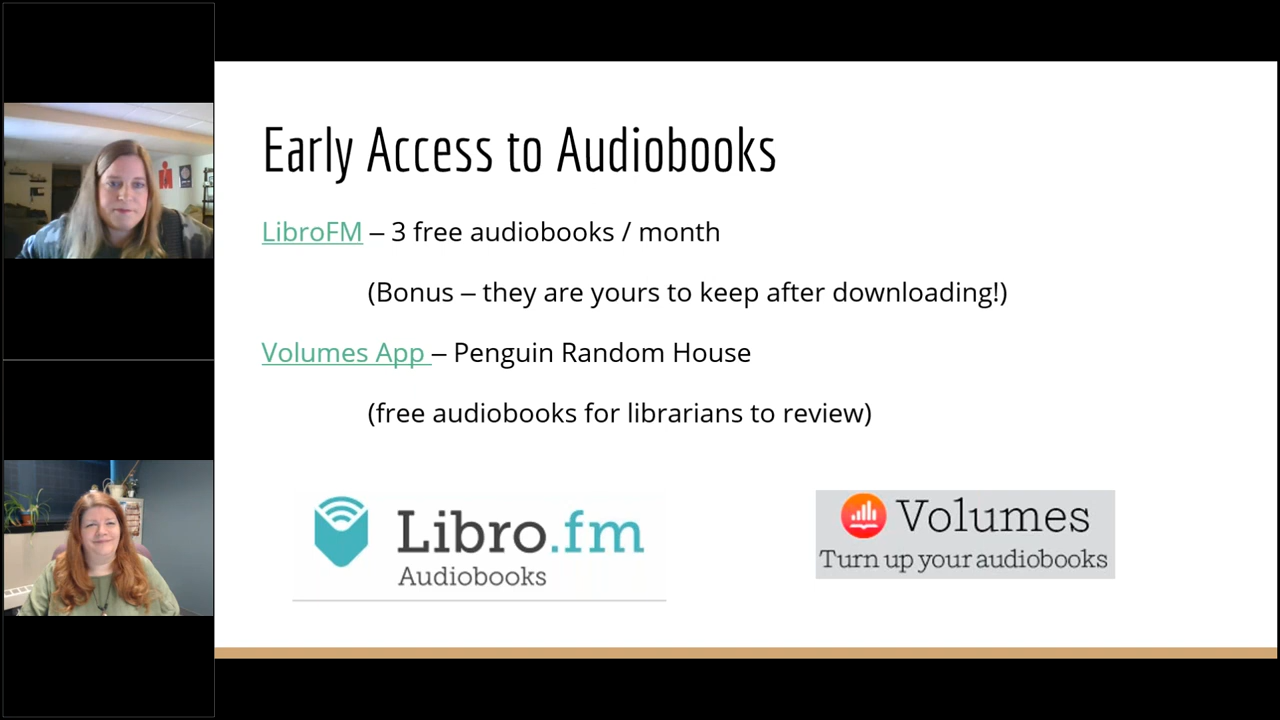 Early Access to Audiobooks
LibroFM – 3 free audiobooks / month
(Bonus – they are yours to keep after downloading!)
Volumes App – Penguin Random House
(free audiobooks for librarians to review)
Libro.fm
Audiobooks
Volumes
Turn up your audiobooks